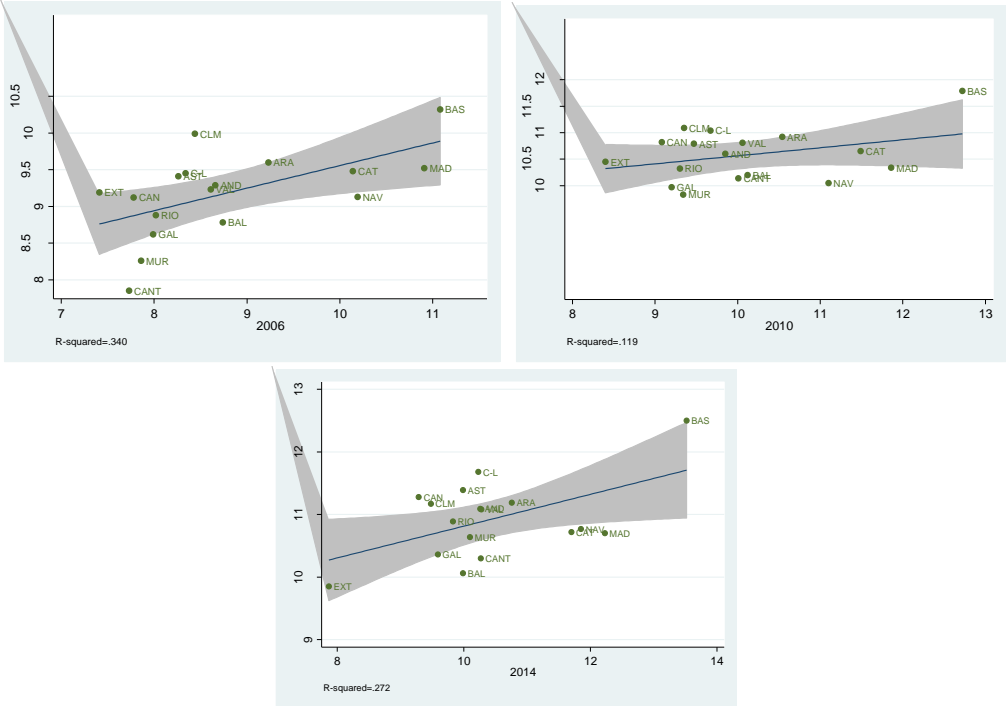 10.5
10
9.5
9
8.5
8
BAS
CLM
ARA
MAD
CAT
C-L
AST
AND
VAL
EXT
CAN
NAV
RIO
BAL
GAL
MUR
CANT
7
8
9
10
11
2006
R-squared=.340
12
11.5
11
10.5
10
BAS
CLM
C-L
ARA
CAN
AST
VAL
CAT
AND
EXT
RIO
MAD
BAL
CANT
NAV
GAL
MUR
8
9
10
11
12
13
2010
R-squared=.119
13
12
11
10
9
BAS
C-L
AST
CAN
CLM
ARA
AND
VAL
RIO
NAV
CAT
MAD
MUR
GAL
CANT
BAL
EXT
8
10
12
14
2014
R-squared=.272